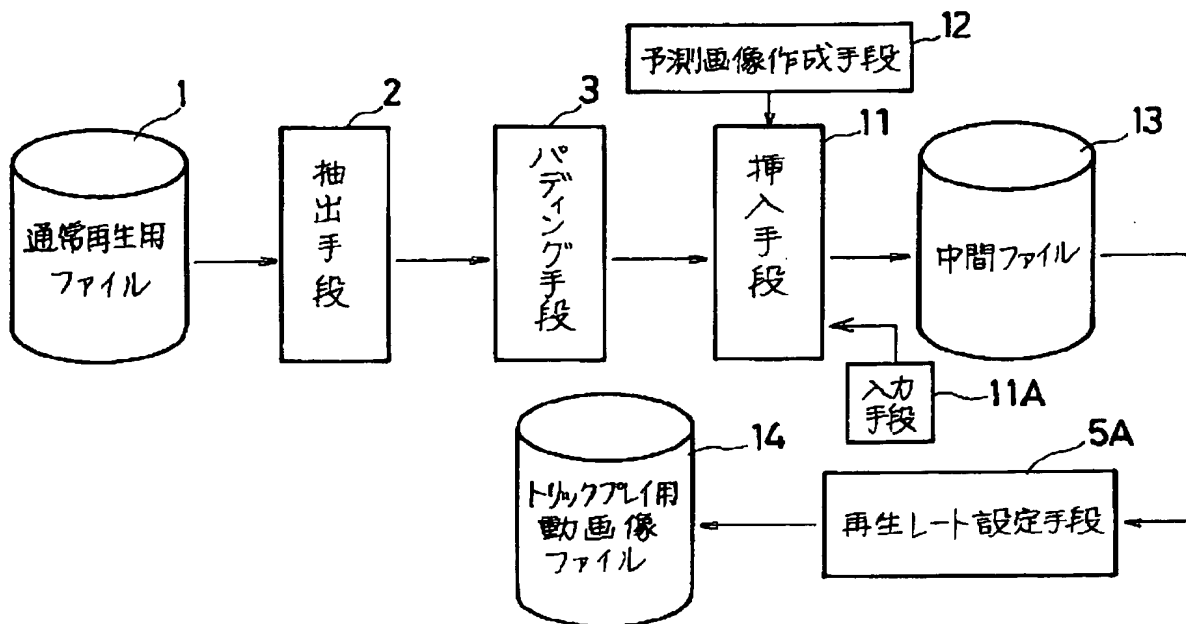 12
予測画像作成手段
1
2
3
11
13
通常再生用
ファイル
抽出手段
パディング手段
挿入手段
中間ファイル
入力
手段
11A
14
5A
トリックプレイ用
動画像
ファイル
再生レート設定手段